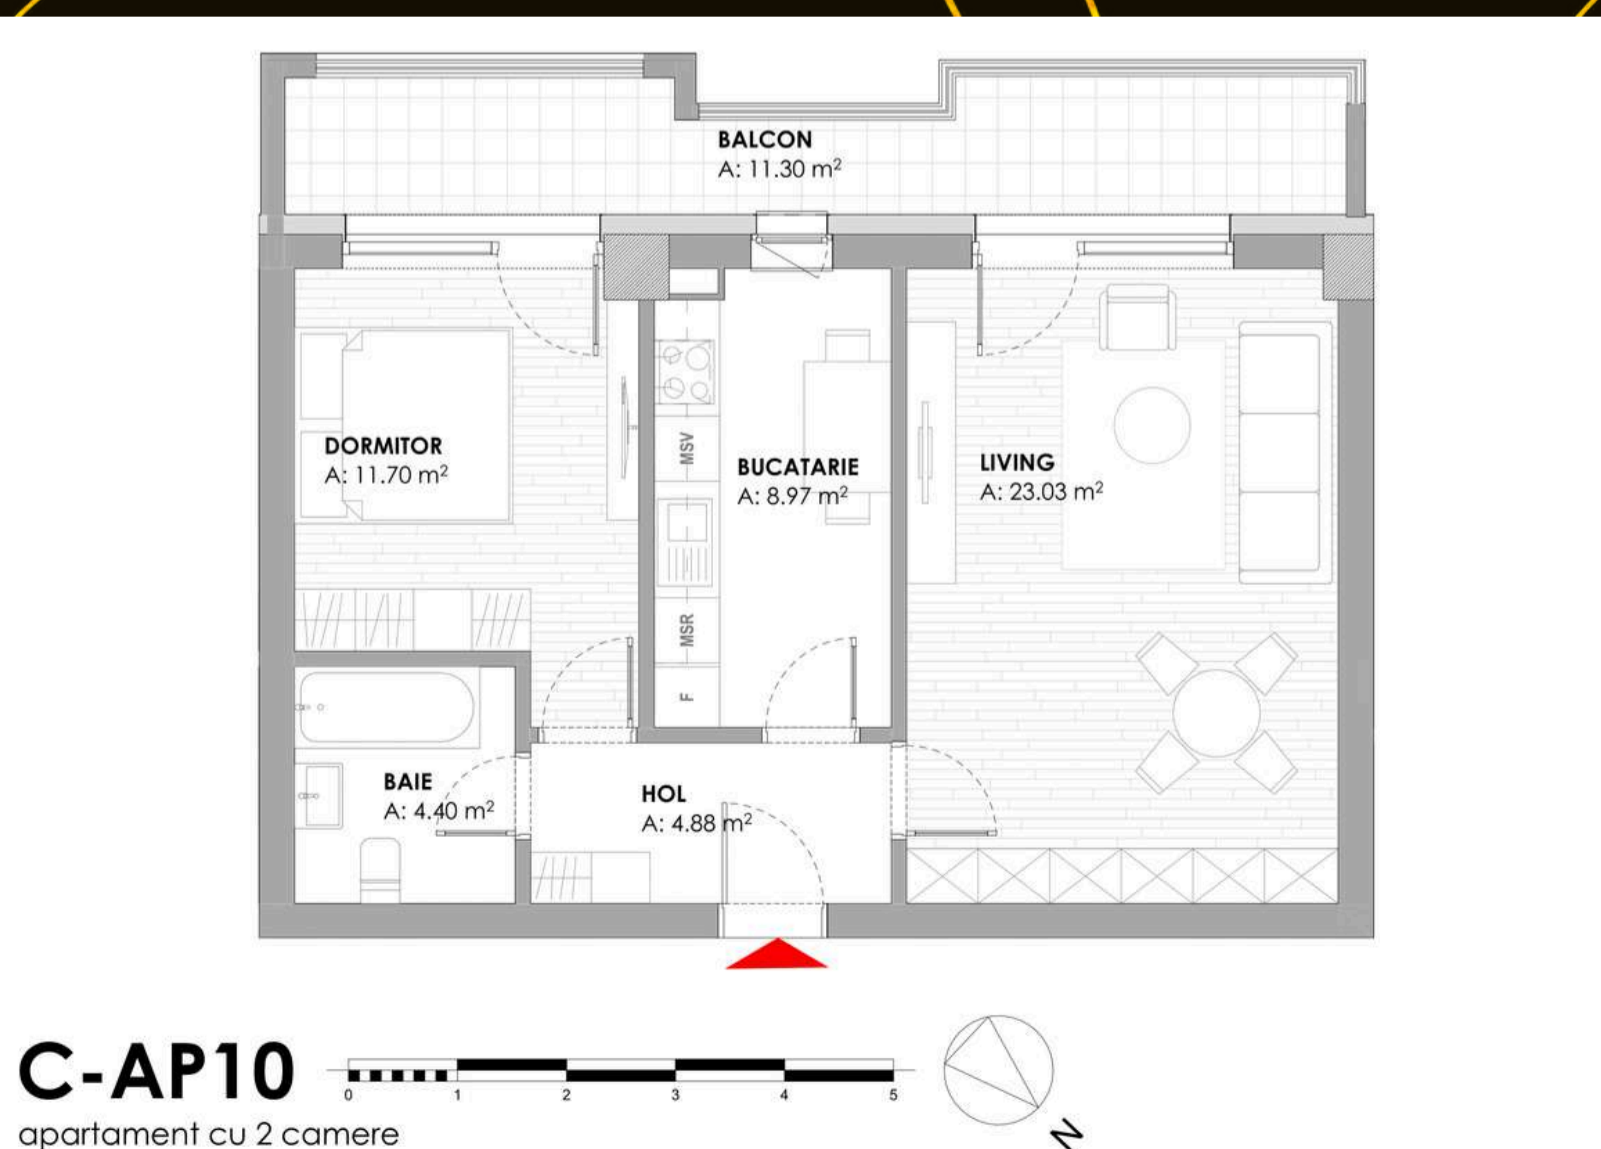 BALCON
A: 11.30 m²
DORMITOR
A: 11.70 m²
MSV
BUCATARIE
A: 8.97 m²
LIVING
A: 23.03 m²
MSR
F
BAIE
A: 4.40 m²
HOL
A: 4.88 m²
C-AP10
0 1 2 3 4 5
N
apartament cu 2 camere